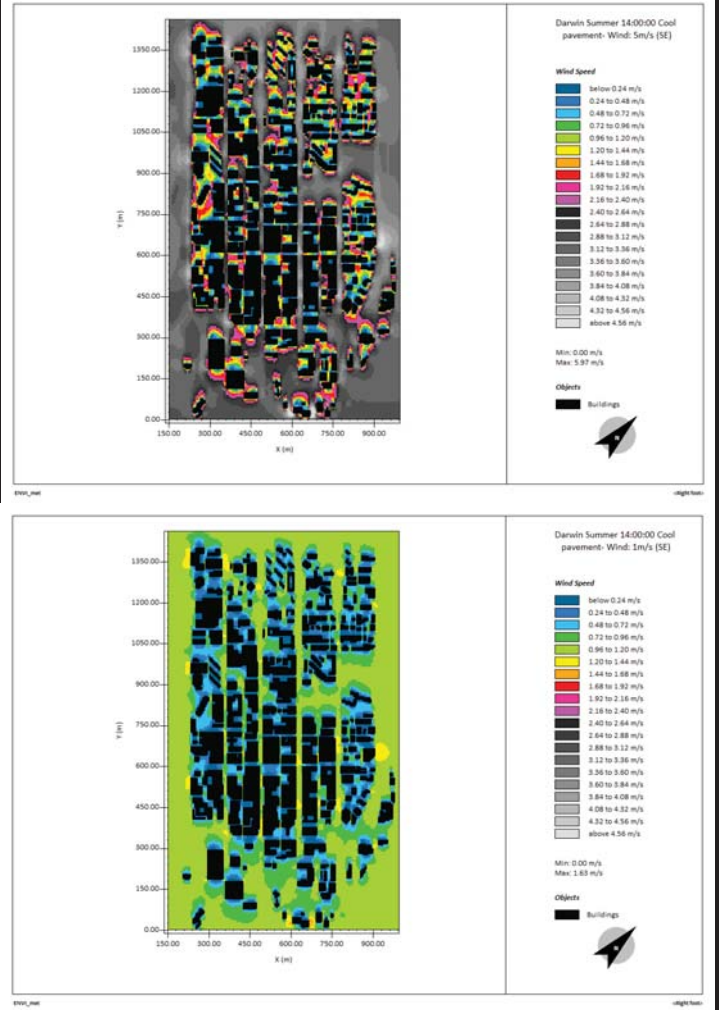 Darwin Summer 14:00:00 Cool
pavement- Wind: 5m/s (SE)
Wind Speed
below 0.24 m/s
0.24 to 0.48 m/s
0.48 to 0.72 m/s
0.72 to 0.96 m/s
0.96 to 1.20 m/s
1.20 to 1.44 m/s
1.44 to 1.68 m/s
1.68 to 1.92 m/s
1.92 to 2.16 m/s
2.16 to 2.40 m/s
2.40 to 2.64 m/s
2.64 to 2.88 m/s
2.88 to 3.12 m/s
3.12 to 3.36 m/s
3.36 to 3.60 m/s
3.60 to 3.84 m/s
3.84 to 4.08 m/s
4.08 to 4.32 m/s
4.32 to 4.56 m/s
above 4.56 m/s
Min: 0.00 m/s
Max: 5.97 m/s
Objects
Buildings
N
1350.00
1200.00
1050.00
900.00
750.00
600.00
450.00
300.00
150.00
0.00
Y (m)
150.00 300.00 450.00 600.00 750.00 900.00
X (m)
ENVI_met
<Right foot>
Darwin Summer 14:00:00 Cool
pavement- Wind: 1m/s (SE)
Wind Speed
below 0.24 m/s
0.24 to 0.48 m/s
0.48 to 0.72 m/s
0.72 to 0.96 m/s
0.96 to 1.20 m/s
1.20 to 1.44 m/s
1.44 to 1.68 m/s
1.68 to 1.92 m/s
1.92 to 2.16 m/s
2.16 to 2.40 m/s
2.40 to 2.64 m/s
2.64 to 2.88 m/s
2.88 to 3.12 m/s
3.12 to 3.36 m/s
3.36 to 3.60 m/s
3.60 to 3.84 m/s
3.84 to 4.08 m/s
4.08 to 4.32 m/s
4.32 to 4.56 m/s
above 4.56 m/s
Min: 0.00 m/s
Max: 1.63 m/s
Objects
Buildings
N
1350.00
1200.00
1050.00
900.00
750.00
600.00
450.00
300.00
150.00
0.00
Y (m)
150.00 300.00 450.00 600.00 750.00 900.00
X (m)
ENVI_met
<Right foot>